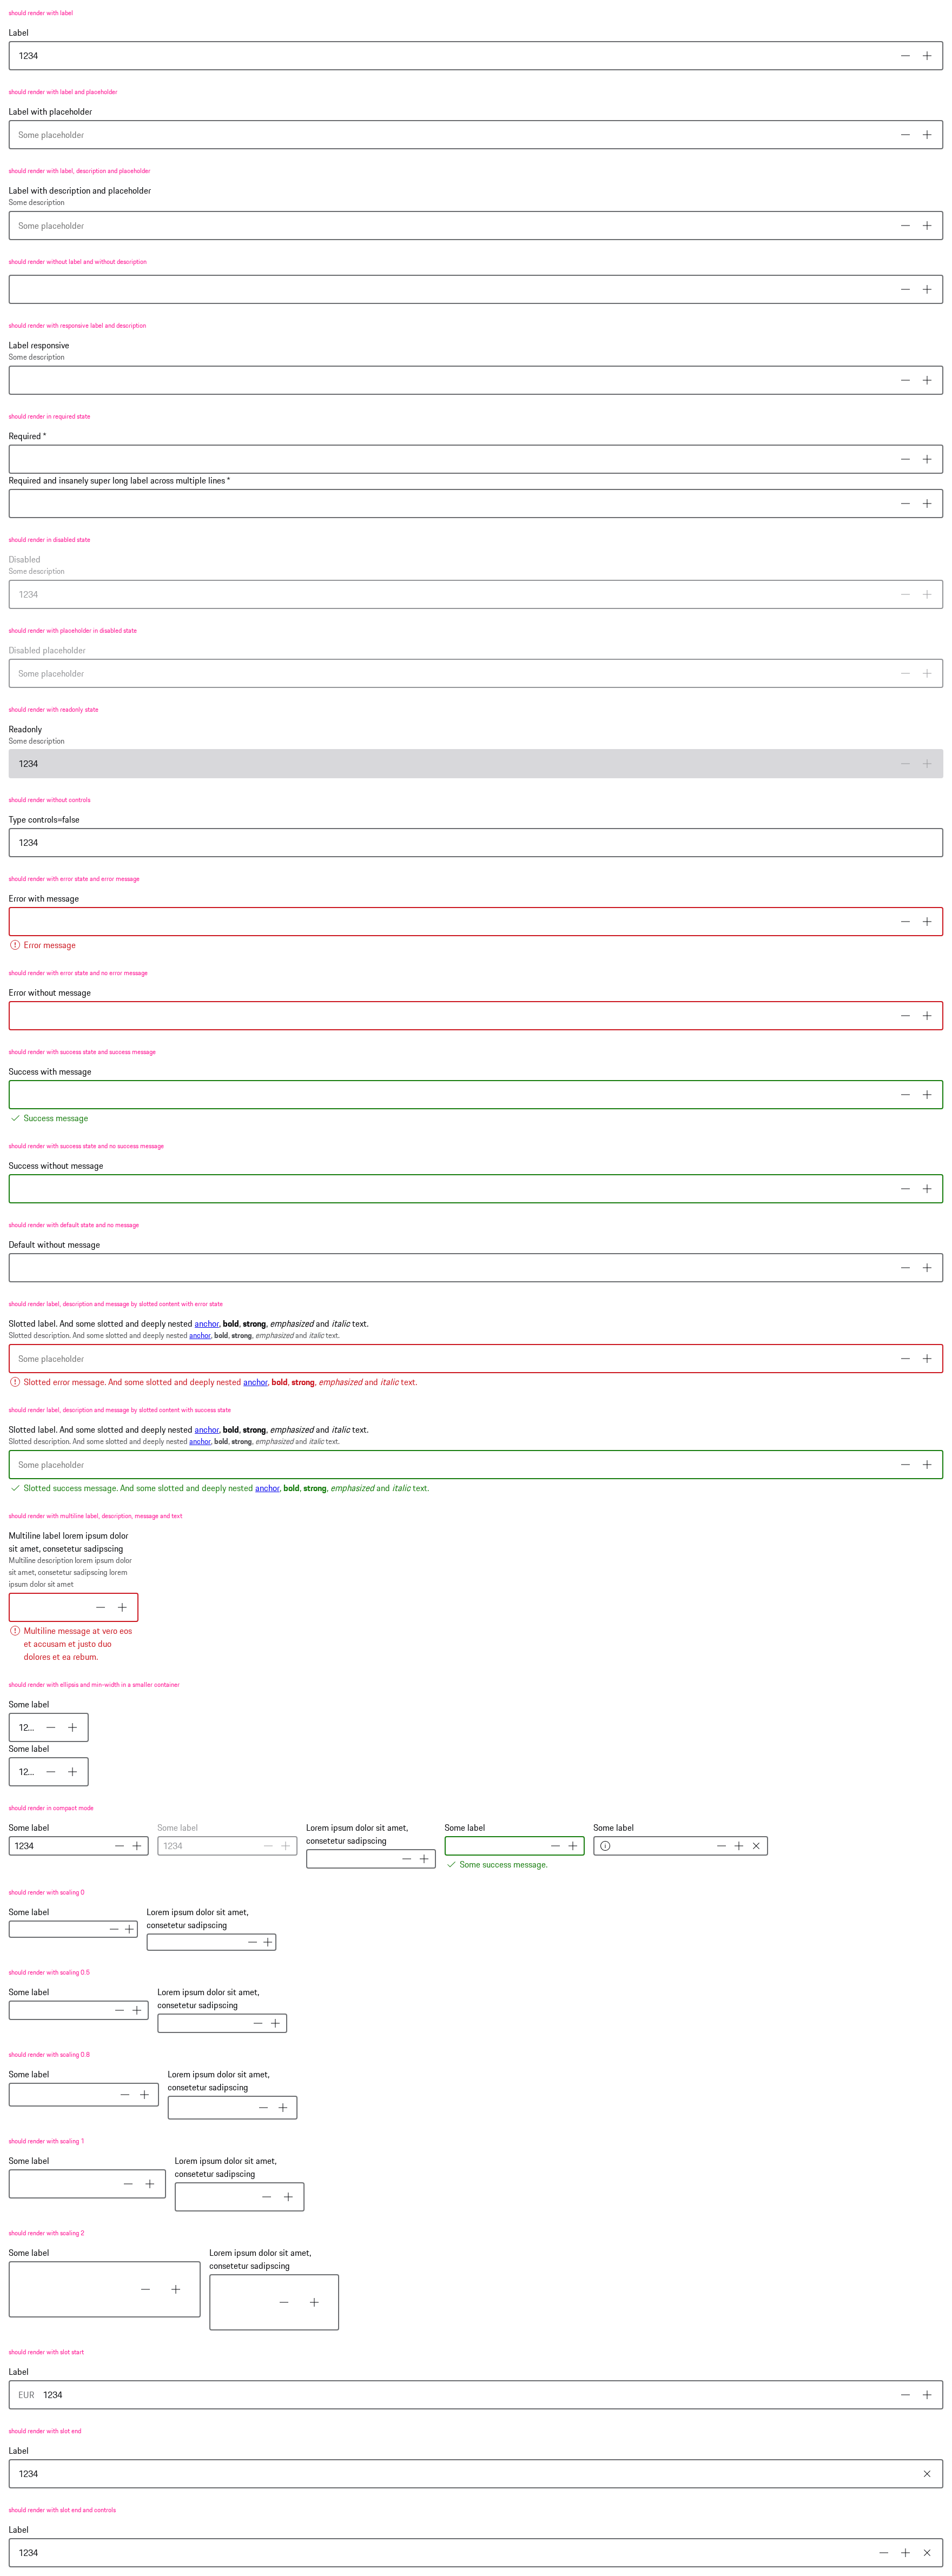 should render with label
Label
1234
should render with label and placeholder
Label with placeholder
Some placeholder
should render with label, description and placeholder
Label with description and placeholder
Some description
Some placeholder
should render without label and without description
should render with responsive label and description
Label responsive
Some description
should render in required state
Required *
Required and insanely super long label across multiple lines *
should render in disabled state
Disabled
Some description
1234
should render with placeholder in disabled state
Disabled placeholder
Some placeholder
should render with readonly state
Readonly
Some description
1234
should render without controls
Type controls=false
1234
should render with error state and error message
Error with message
Error message
should render with error state and no error message
Error without message
should render with success state and success message
Success with message
Success message
should render with success state and no success message
Success without message
should render with default state and no message
Default without message
should render label, description and message by slotted content with error state
Slotted label. And some slotted and deeply nested anchor, bold, strong, emphasized and italic text.
Slotted description. And some slotted and deeply nested anchor, bold, strong, emphasized and italic text.
Some placeholder
Slotted error message. And some slotted and deeply nested anchor, bold, strong, emphasized and italic text.
should render label, description and message by slotted content with success state
Slotted label. And some slotted and deeply nested anchor, bold, strong, emphasized and italic text.
Slotted description. And some slotted and deeply nested anchor, bold, strong, emphasized and italic text.
Some placeholder
Slotted success message. And some slotted and deeply nested anchor, bold, strong, emphasized and italic text.
should render with multiline label, description, message and text
Multiline label lorem ipsum dolor
sit amet, consetetur sadipscing
Multiline description lorem ipsum dolor
sit amet, consetetur sadipscing lorem
ipsum dolor sit amet
Multiline message at vero eos
et accusam et justo duo
dolores et ea rebum.
should render with ellipsis and min-width in a smaller container
Some label
12...
Some label
12...
should render in compact mode
Some label
1234
Some label
1234
Lorem ipsum dolor sit amet,
consetetur sadipscing
Some label
Some success message.
Some label
should render with scaling 0
Some label
Lorem ipsum dolor sit amet,
consetetur sadipscing
should render with scaling 0.5
Some label
Lorem ipsum dolor sit amet,
consetetur sadipscing
should render with scaling 0.8
Some label
Lorem ipsum dolor sit amet,
consetetur sadipscing
should render with scaling 1
Some label
Lorem ipsum dolor sit amet,
consetetur sadipscing
should render with scaling 2
Some label
Lorem ipsum dolor sit amet,
consetetur sadipscing
should render with slot start
Label
EUR 1234
should render with slot end
Label
1234
should render with slot end and controls
Label
1234